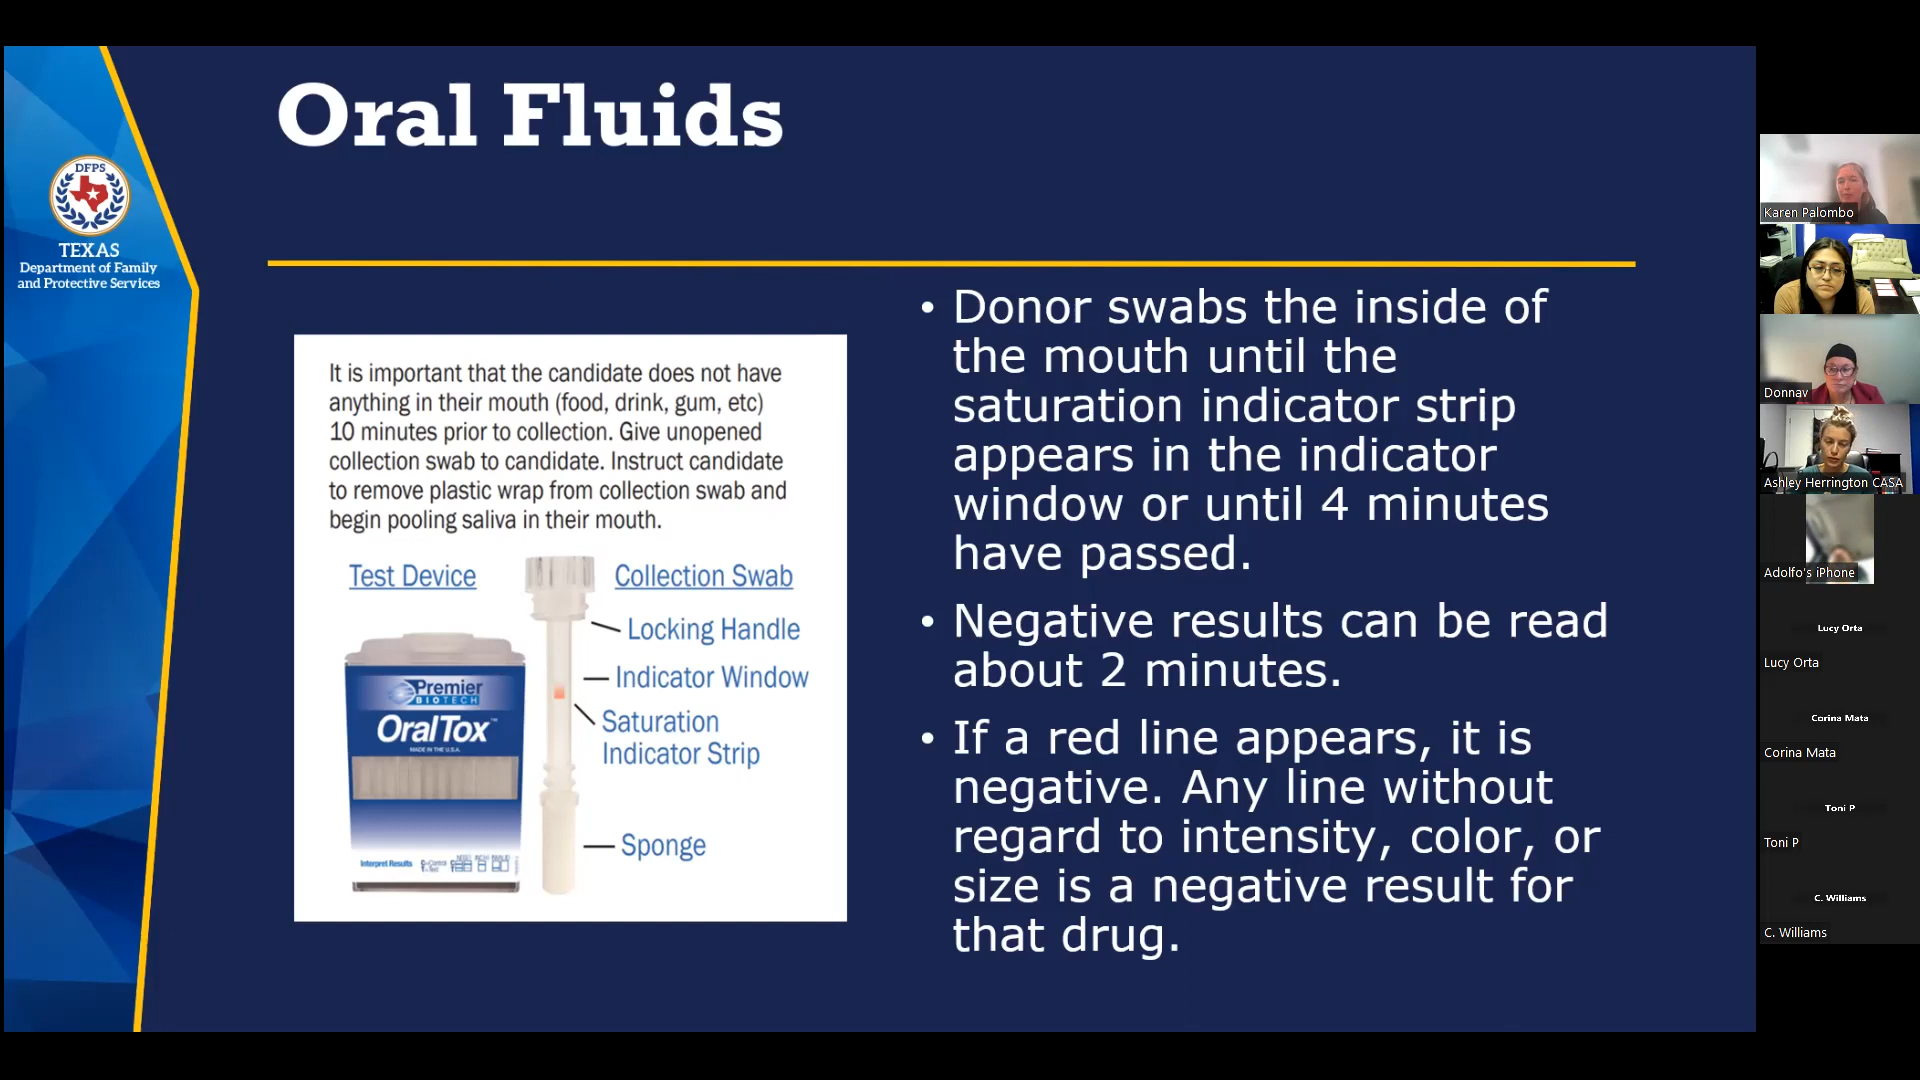 Oral Fluids
DFPS
TEXAS
Department of Family
and Protective Services
It is important that the candidate does not have
anything in their mouth (food, drink, gum, etc)
10 minutes prior to collection. Give unopened
collection swab to candidate. Instruct candidate
to remove plastic wrap from collection swab and
begin pooling saliva in their mouth.
Test Device
Collection Swab
Locking Handle
Indicator Window
Saturation
Indicator Strip
Sponge
Premier
BIOTECH
OralTox™
MADE IN THE U.S.A.
Interpret Results
• Donor swabs the inside of
the mouth until the
saturation indicator strip
appears in the indicator
window or until 4 minutes
have passed.
• Negative results can be read
about 2 minutes.
• If a red line appears, it is
negative. Any line without
regard to intensity, color, or
size is a negative result for
that drug.
Karen Palombo
Donnav
Ashley Herrington CASA
Adolfo's iPhone
Lucy Orta
Lucy Orta
Corina Mata
Corina Mata
Toni P
Toni P
C. Williams
C. Williams